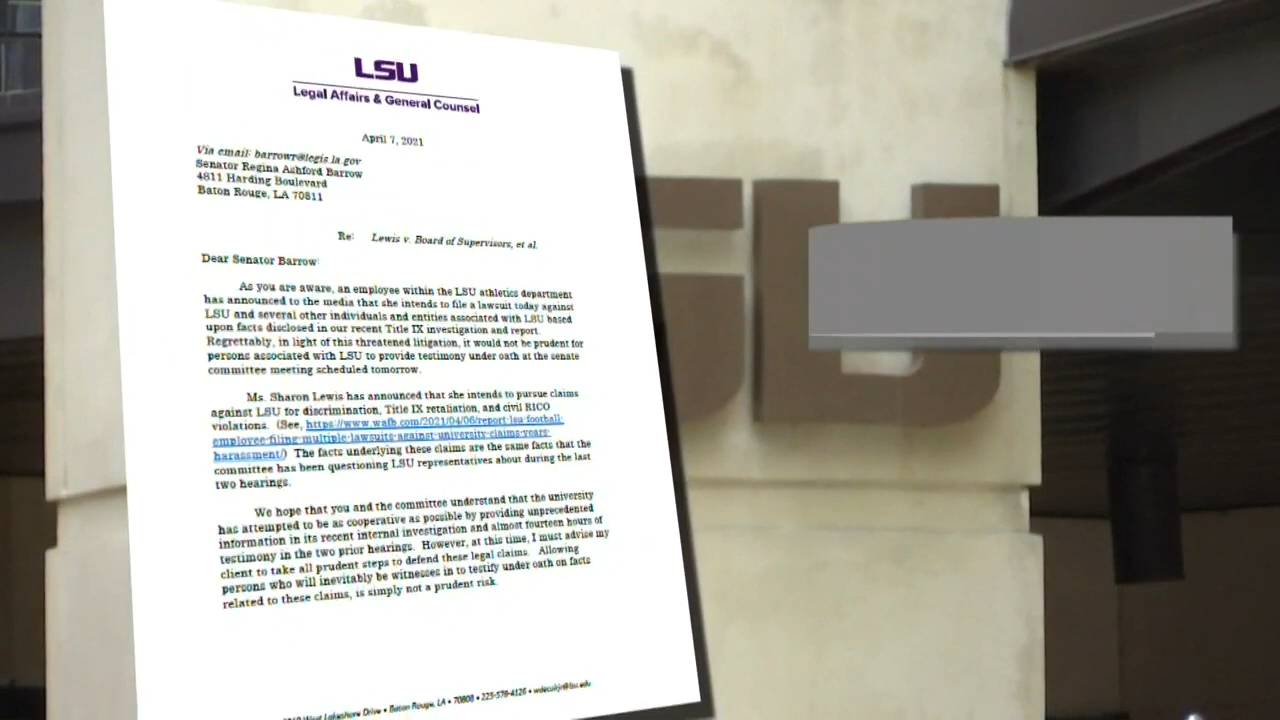 LSU
Legal Affairs & General Counsel
April 7, 2021
Via email: barrowr@legis.la.gov
Senator Regina Ashford Barrow
4811 Harding Boulevard
Baton Rouge, LA 70811
Re: Lewis v. Board of Supervisors, et al.
Dear Senator Barrow:
As you are aware, an employee within the LSU athletics department
has announced to the media that she intends to file a lawsuit today against
LSU and several other individuals and entities associated with LSU based
upon facts disclosed in our recent Title IX investigation and report.
Regrettably, in light of this threatened litigation, it would not be prudent for
persons associated with LSU to provide testimony under oath at the senate
committee meeting scheduled tomorrow.
Ms. Sharon Lewis has announced that she intends to pursue claims
against LSU for discrimination, Title IX retaliation, and civil RICO
violations. (See, https://www.wafb.com/2021/04/06/report-lsu-football-
employee-filing-multiple-lawsuits-against-university-claims-years-
harassment/) The facts underlying these claims are the same facts that the
committee has been questioning LSU representatives about during the last
two hearings.
We hope that you and the committee understand that the university
has attempted to be as cooperative as possible by providing unprecedented
information in its recent internal investigation and almost fourteen hours of
testimony in the two prior hearings. However, at this time, I must advise my
client to take all prudent steps to defend these legal claims. Allowing
persons who will inevitably be witnesses in to testify under oath on facts
related to these claims, is simply not a prudent risk.
West Lakeshore Drive • Baton Rouge, LA • 70808 • 225-578-4126 •
SU